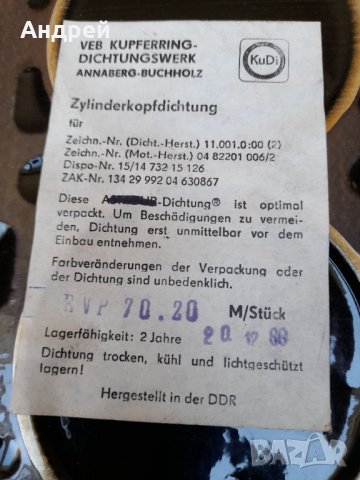 Андрей
VEB KUPFERRING-
DICHTUNGSWERK
ANNABERG-BUCHHOLZ
KuDi
Zylinderkopfdichtung
für
Zeichn.-Nr. (Dicht.-Herst.) 11.001.0:00 (2)
Zeichn.-Nr. (Mot.-Herst.) 04 82201 006/2
Dispo-Nr. 15/14 732 15 126
ZAK-Nr. 134 29 992 04 630867
Diese -Dichtung® ist optimal
verpackt. Um Beschädigungen zu vermei-
den, Dichtung erst unmittelbar vor dem
Einbau entnehmen.
Farbveränderungen der Verpackung oder
der Dichtung sind unbedenklich.
EVP 70.20 M/Stück
Lagerfähigkeit: 2 Jahre 20 12 88
Dichtung trocken, kühl und lichtgeschützt
lagern!
Hergestellt in der DDR
BAZAR